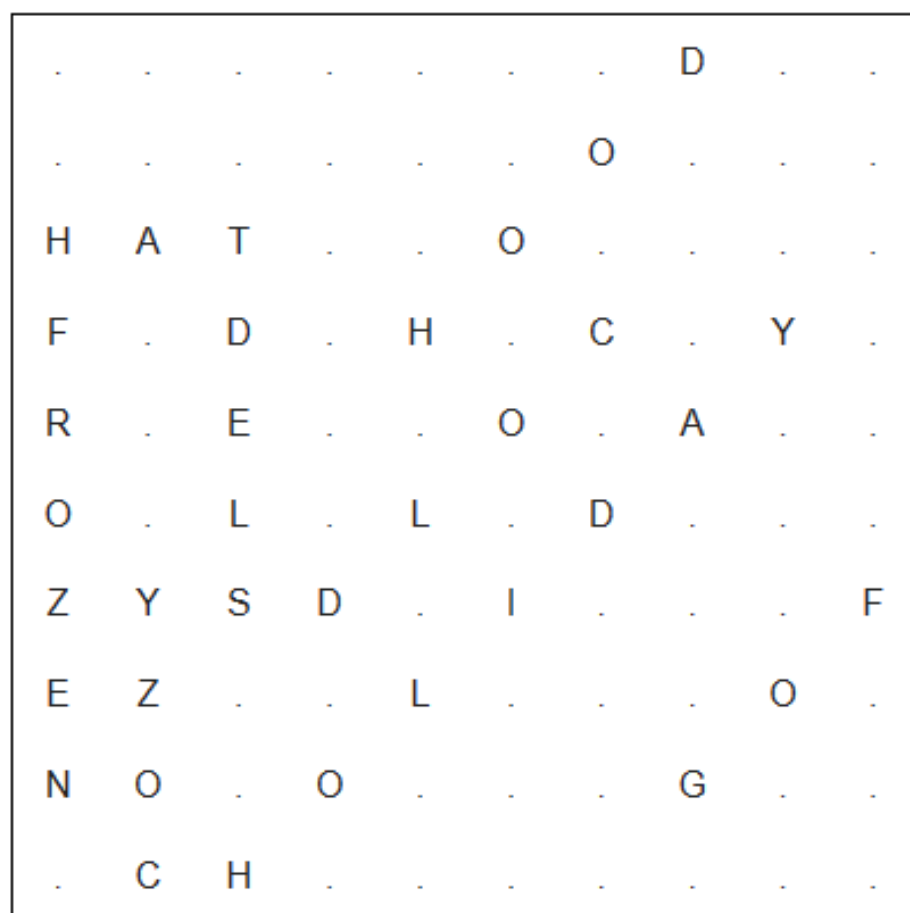 . . . . . . . D . .
. . . . . . O . . .
H A T . . O . . . .
F . D . H . C . Y .
R . E . . O . A . .
O . L . L . D . . .
Z Y S D . I . . . F
E Z . . L . . . O .
N O . O . . . G . .
. C H . . . . . . .